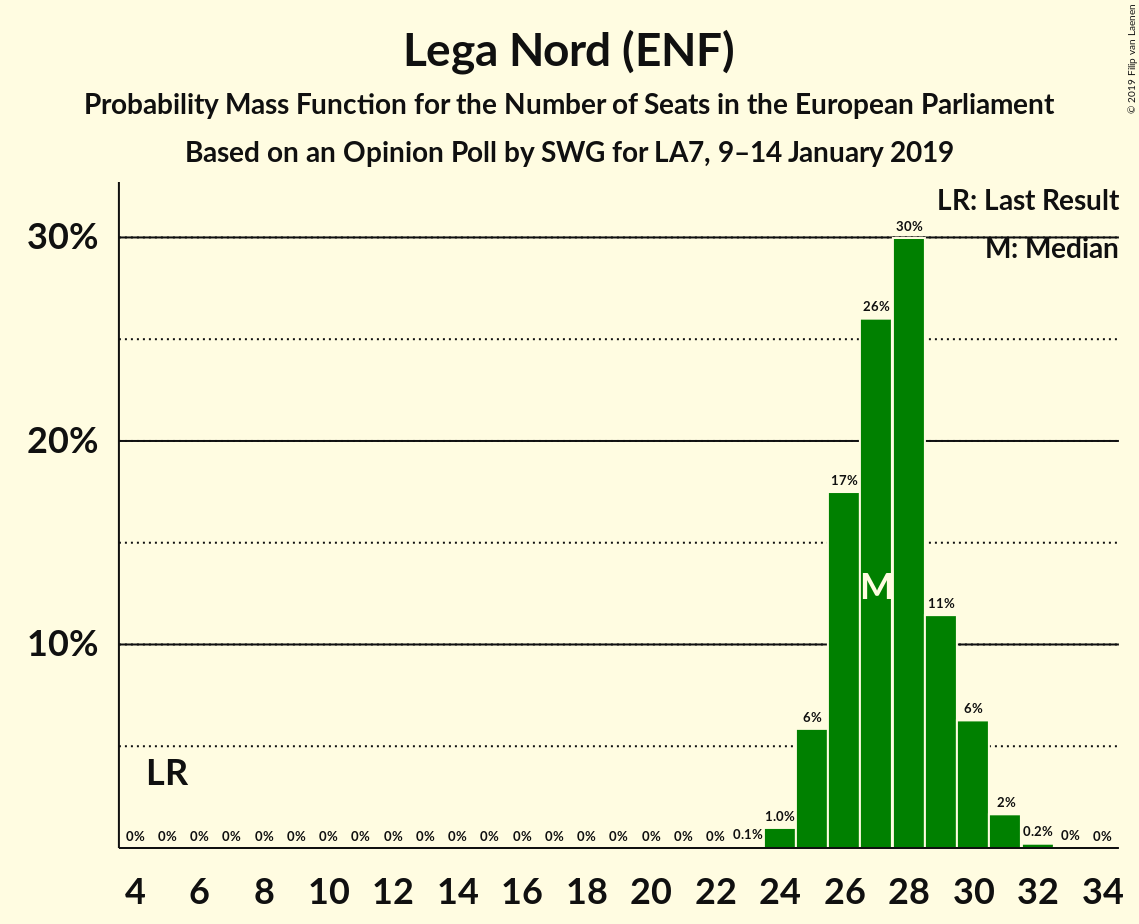 Lega Nord (ENF)
Probability Mass Function for the Number of Seats in the European Parliament
Based on an Opinion Poll by SWG for LA7, 9–14 January 2019
© 2019 Filip van Laenen
LR: Last Result
M: Median
30%
20%
10%
LR
M
0% 0% 0% 0% 0% 0% 0% 0% 0% 0% 0% 0% 0% 0% 0% 0% 0% 0% 0% 0.1% 1.0% 6% 17% 26% 30% 11% 6% 2% 0.2% 0% 0%
4 6 8 10 12 14 16 18 20 22 24 26 28 30 32 34